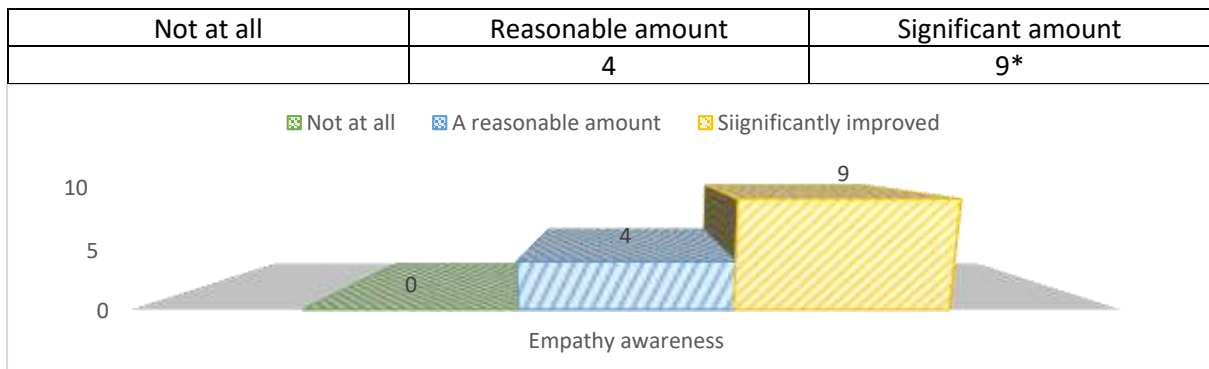 Not at all Reasonable amount Significant amount
4 9*
Not at all A reasonable amount Siignificantly improved
9
10
4
5
0
0
Empathy awareness